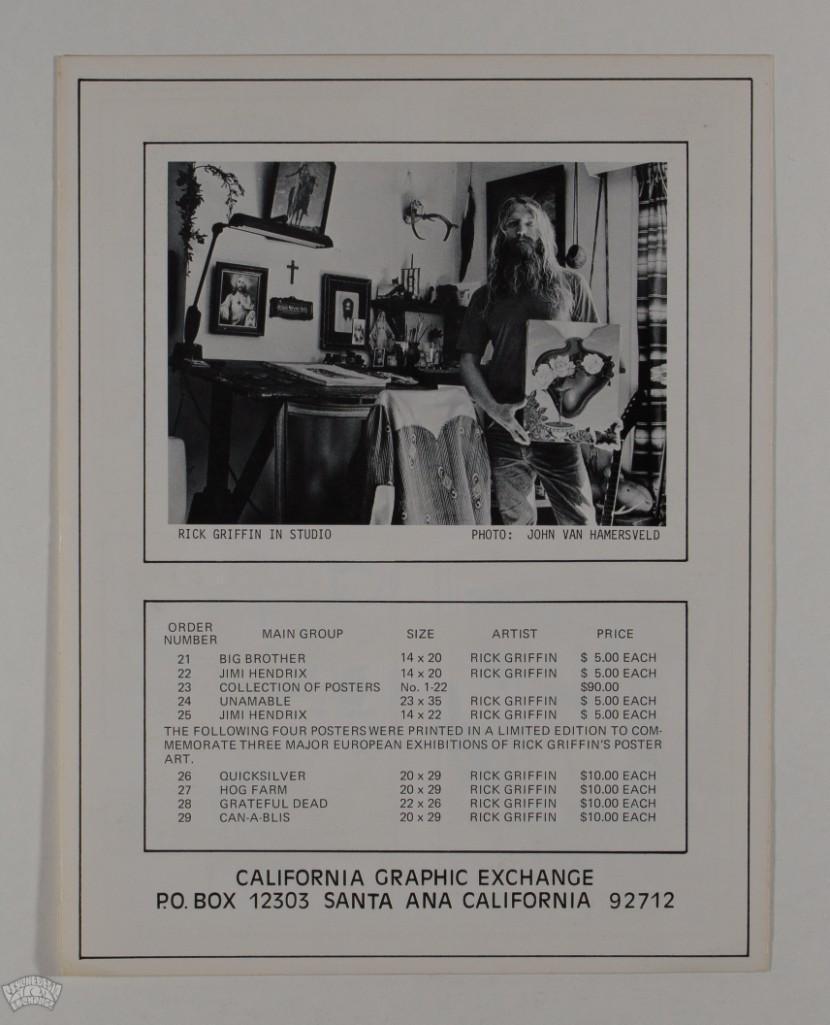 RICK GRIFFIN IN STUDIO PHOTO: JOHN VAN HAMERSVELD
ORDER NUMBER MAIN GROUP SIZE ARTIST PRICE
21 BIG BROTHER 14 x 20 RICK GRIFFIN $ 5.00 EACH
22 JIMI HENDRIX 14 x 20 RICK GRIFFIN $ 5.00 EACH
23 COLLECTION OF POSTERS No. 1-22 $90.00
24 UNAMABLE 23 x 35 RICK GRIFFIN $ 5.00 EACH
25 JIMI HENDRIX 14 x 22 RICK GRIFFIN $ 5.00 EACH
THE FOLLOWING FOUR POSTERS WERE PRINTED IN A LIMITED EDITION TO COM-
MEMORATE THREE MAJOR EUROPEAN EXHIBITIONS OF RICK GRIFFIN'S POSTER
ART.
26 QUICKSILVER 20 x 29 RICK GRIFFIN $10.00 EACH
27 HOG FARM 20 x 29 RICK GRIFFIN $10.00 EACH
28 GRATEFUL DEAD 22 x 26 RICK GRIFFIN $10.00 EACH
29 CAN-A-BLIS 20 x 29 RICK GRIFFIN $10.00 EACH
CALIFORNIA GRAPHIC EXCHANGE
P.O. BOX 12303 SANTA ANA CALIFORNIA 92712